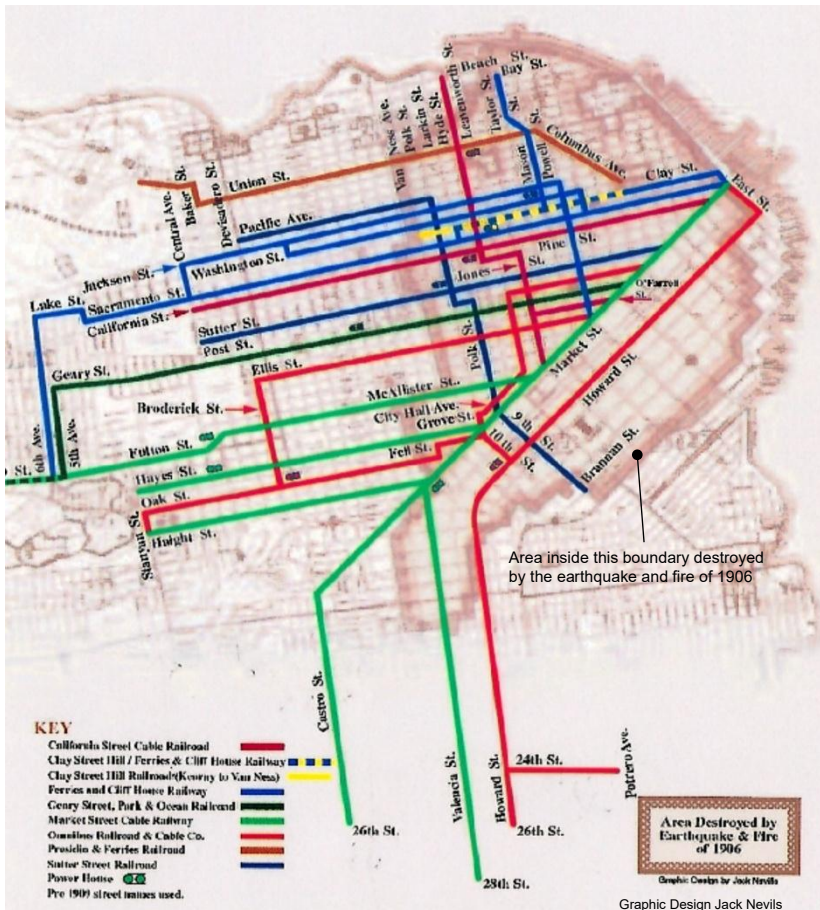 Leavenworth St.
Beach St.
Bay St.
Taylor St.
Hyde
Larkin
Polk St.
Van Ness Ave.
Mason
Powell
St.
Columbus Ave.
Union St.
Central Ave.
Baker St.
Devisadero St.
Clay St.
East St.
Pacific Ave.
Jackson St.
Washington St.
Pine St.
Jones St.
Lake St.
Sacramento St.
California St.
O'Farrell St.
Sutter St.
Post St.
Polk St.
Market St.
Howard St.
Geary St.
Ellis St.
McAllister St.
Broderick St.
City Hall Ave.
Grove St.
9th St.
10th St.
Brannan St.
6th Ave.
5th Ave.
Fulton St.
Fell St.
o St.
Hayes St.
Oak St.
Stanyan St.
Haight St.
Area inside this boundary destroyed
by the earthquake and fire of 1906
Castro St.
Valencia St.
Howard St.
24th St.
Potrero Ave.
26th St.
26th St.
28th St.
KEY
California Street Cable Railroad
Clay Street Hill / Ferries & Cliff House Railway
Clay Street Hill Railroad (Kearny to Van Ness)
Ferries and Cliff House Railway
Geary Street, Park & Ocean Railroad
Market Street Cable Railway
Omnibus Railroad & Cable Co.
Presidio & Ferries Railroad
Sutter Street Railroad
Power House
Pre 1909 street names used.
Area Destroyed by
Earthquake & Fire
of 1906
Graphic Design by Jack Nevils
Graphic Design Jack Nevils